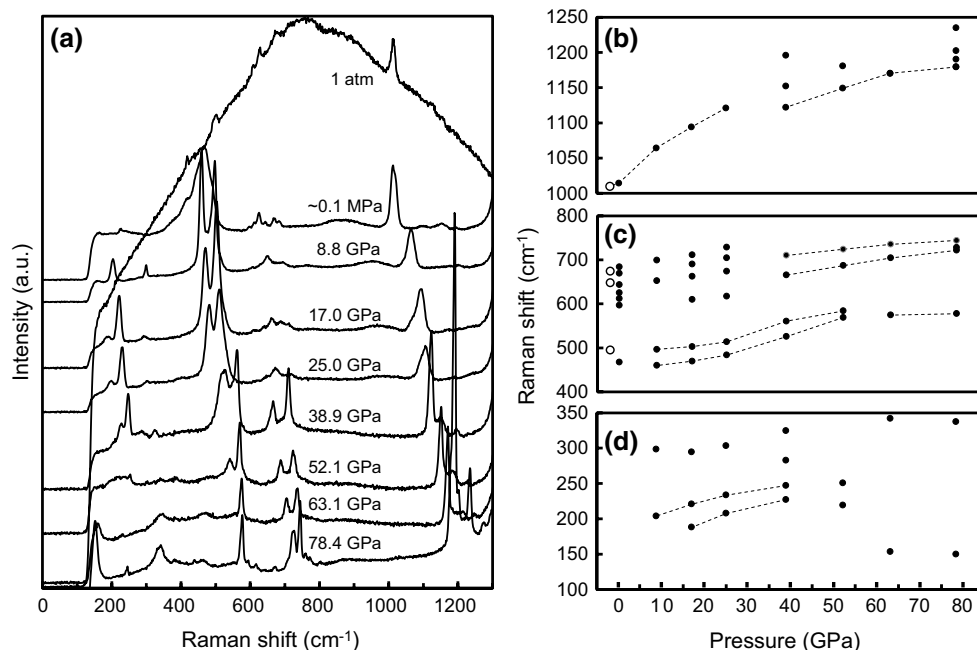 (a)
1 atm
~0.1 MPa
8.8 GPa
17.0 GPa
25.0 GPa
38.9 GPa
52.1 GPa
63.1 GPa
78.4 GPa
Intensity (a.u.)
0 200 400 600 800 1000 1200
Raman shift (cm-1)
(b)
1250
1200
1150
1100
1050
1000
(c)
800
700
600
500
400
Raman shift (cm-1)
(d)
350
300
250
200
150
100
0 10 20 30 40 50 60 70 80
Pressure (GPa)